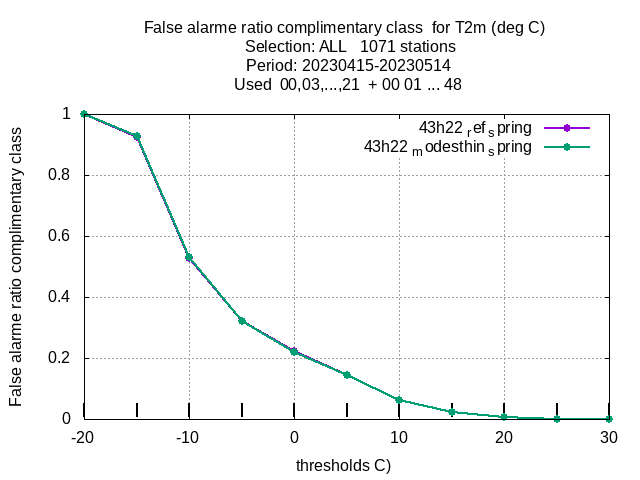 False alarme ratio complimentary class  for T2m (deg C)
Selection: ALL   1071 stations
Period: 20230415-20230514
Used  00,03,...,21  + 00 01 ... 48
43h22 ref spring
43h22 modesthin spring
False alarme ratio complimentary class
1
0.8
0.6
0.4
0.2
0
-20 -10 0 10 20 30
thresholds C)